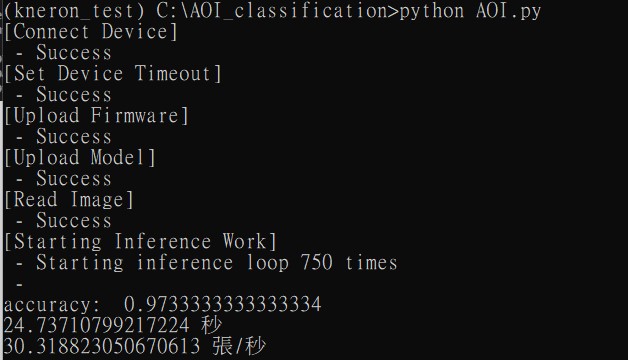 (kneron_test) C:\AOI_classification>python AOI.py
[Connect Device]
 - Success
[Set Device Timeout]
 - Success
[Upload Firmware]
 - Success
[Upload Model]
 - Success
[Read Image]
 - Success
[Starting Inference Work]
 - Starting inference loop 750 times
 -
accuracy:  0.9733333333333334
24.73710799217224 秒
30.318823050670613 張/秒